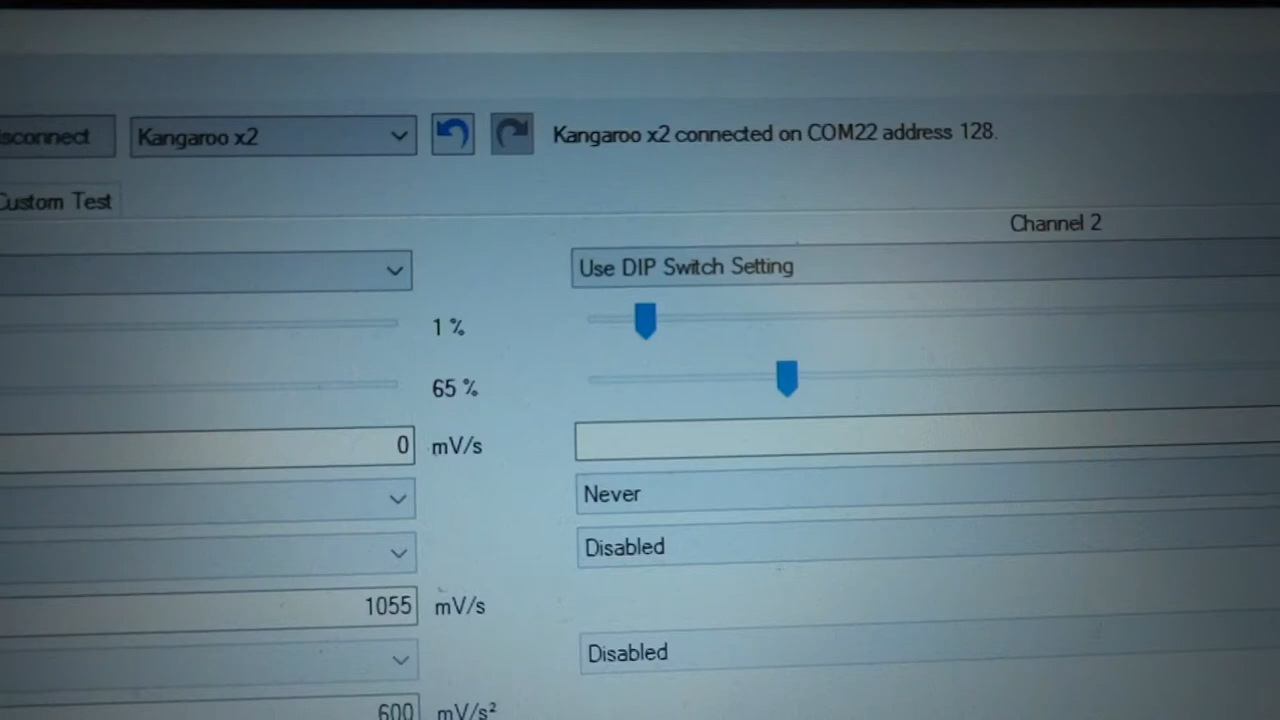 isconnect Kangaroo x2 Kangaroo x2 connected on COM22 address 128.
Custom Test
Channel 2
Use DIP Switch Setting
1 %
65 %
0 mV/s
Never
Disabled
1055 mV/s
Disabled
600 mV/s²